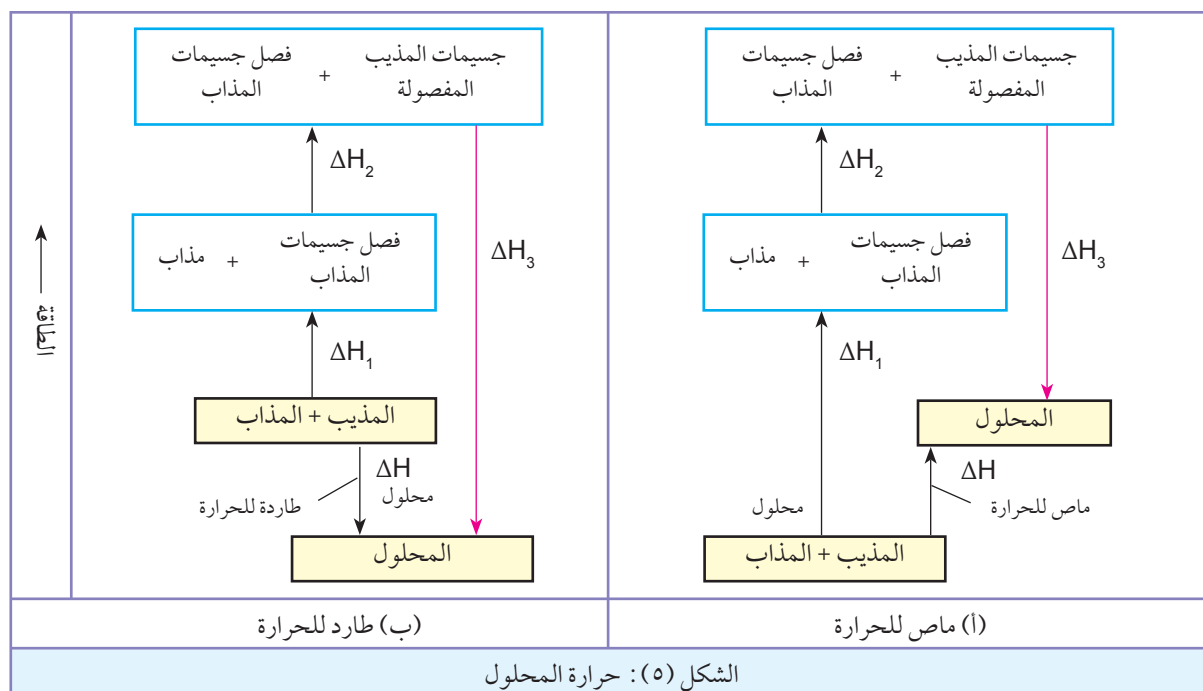 جسيمات المذيب
المفصولة
+
فصل جسيمات
المذاب
ΔH₂
ΔH₃
فصل جسيمات
المذاب
+
مذاب
ΔH₁
المحلول
ΔH
ماص للحرارة
محلول
المذيب + المذاب
(أ) ماص للحرارة
جسيمات المذيب
المفصولة
+
فصل جسيمات
المذاب
ΔH₂
ΔH₃
فصل جسيمات
المذاب
+
مذاب
ΔH₁
المذيب + المذاب
ΔH
محلول
طاردة للحرارة
المحلول
(ب) طارد للحرارة
الطاقة
الشكل (٥): حرارة المحلول